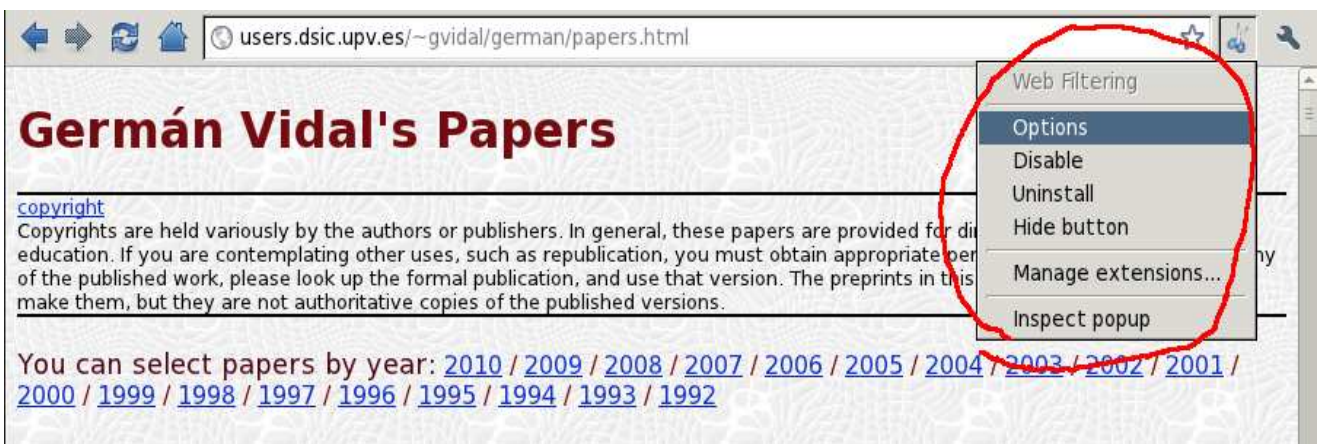 users.dsic.upv.es/~gvidal/german/papers.html
Web Filtering
Options
Disable
Uninstall
Hide button
Manage extensions...
Inspect popup
Germán Vidal's Papers
copyright
Copyrights are held variously by the authors or publishers. In general, these papers are provided for
education. If you are contemplating other uses, such as republication, you must obtain appropriate
of the published work, please look up the formal publication, and use that version. The preprints in this
make them, but they are not authoritative copies of the published versions.
You can select papers by year: 2010 / 2009 / 2008 / 2007 / 2006 / 2005 / 2004 / 2003 / 2002 / 2001 /
2000 / 1999 / 1998 / 1997 / 1996 / 1995 / 1994 / 1993 / 1992